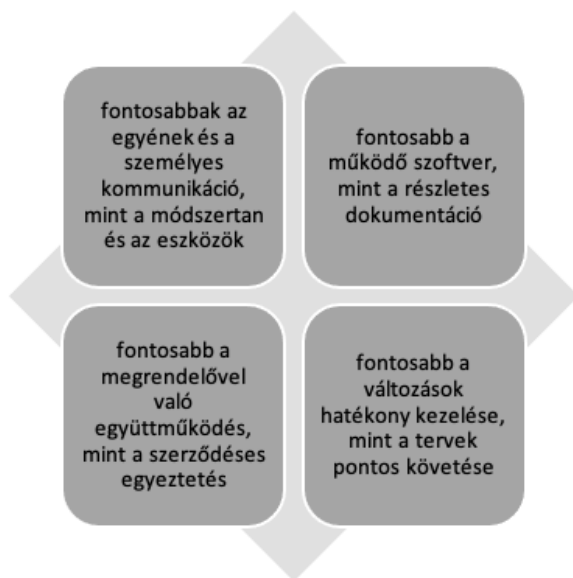 fontosabbak az
egyének és a
személyes
kommunikáció,
mint a módszertan
és az eszközök
fontosabb a
működő szoftver,
mint a részletes
dokumentáció
fontosabb a
megrendelővel
való
együttműködés,
mint a szerződéses
egyeztetés
fontosabb a
változások
hatékony kezelése,
mint a tervek
pontos követése